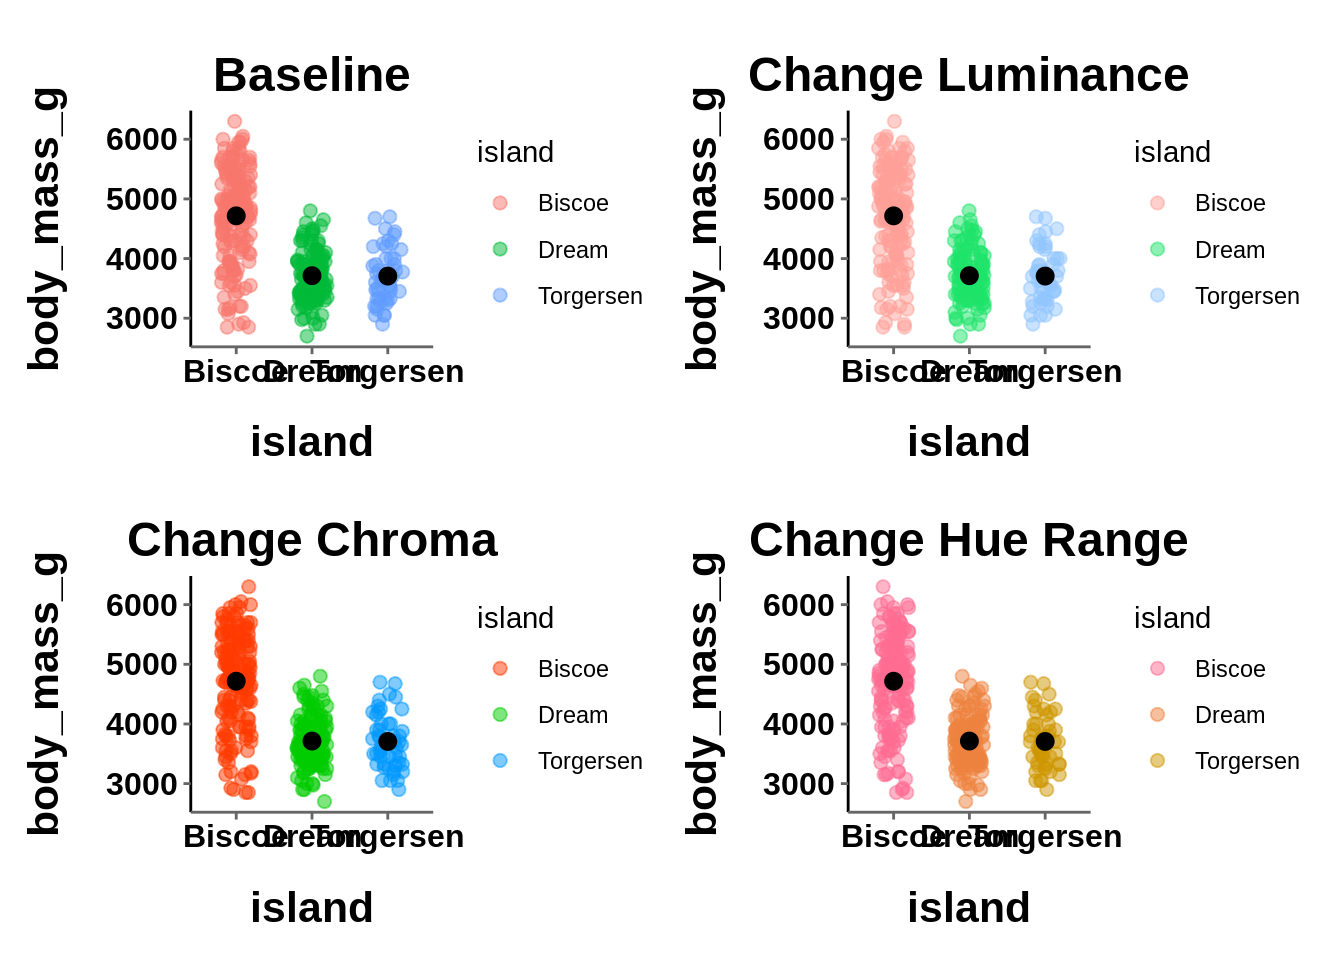 Baseline
body_mass_g
6000
5000
4000
3000
Biscoe Dream Torgersen
island
island
Biscoe
Dream
Torgersen
Change Luminance
body_mass_g
6000
5000
4000
3000
Biscoe Dream Torgersen
island
island
Biscoe
Dream
Torgersen
Change Chroma
body_mass_g
6000
5000
4000
3000
Biscoe Dream Torgersen
island
island
Biscoe
Dream
Torgersen
Change Hue Range
body_mass_g
6000
5000
4000
3000
Biscoe Dream Torgersen
island
island
Biscoe
Dream
Torgersen